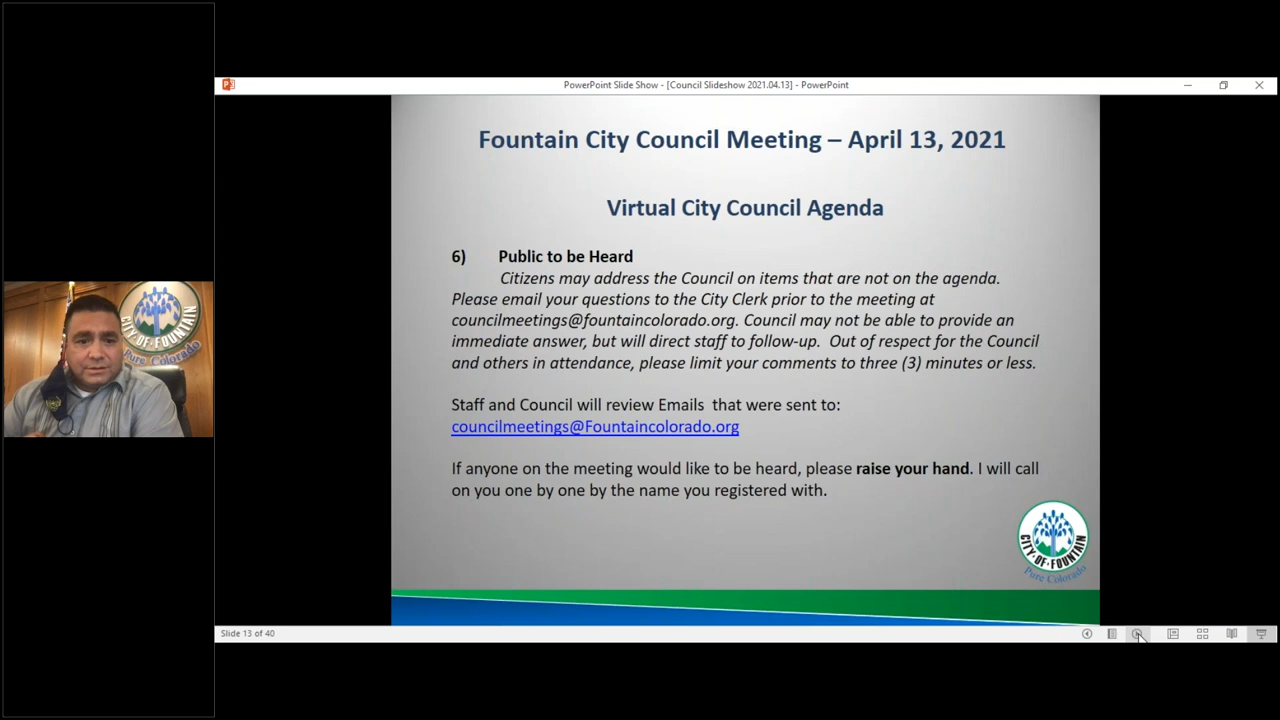 PowerPoint Slide Show - [Council Slideshow 2021.04.13] - PowerPoint
Fountain City Council Meeting – April 13, 2021
Virtual City Council Agenda
6) Public to be Heard
Citizens may address the Council on items that are not on the agenda.
Please email your questions to the City Clerk prior to the meeting at
councilmeetings@fountaincolorado.org. Council may not be able to provide an
immediate answer, but will direct staff to follow-up. Out of respect for the Council
and others in attendance, please limit your comments to three (3) minutes or less.
Staff and Council will review Emails that were sent to:
councilmeetings@Fountaincolorado.org
If anyone on the meeting would like to be heard, please raise your hand. I will call
on you one by one by the name you registered with.
CITY OF FOUNTAIN
Pure Colorado
Slide 13 of 40
CITY OF FOUNTAIN
Pure Colorado